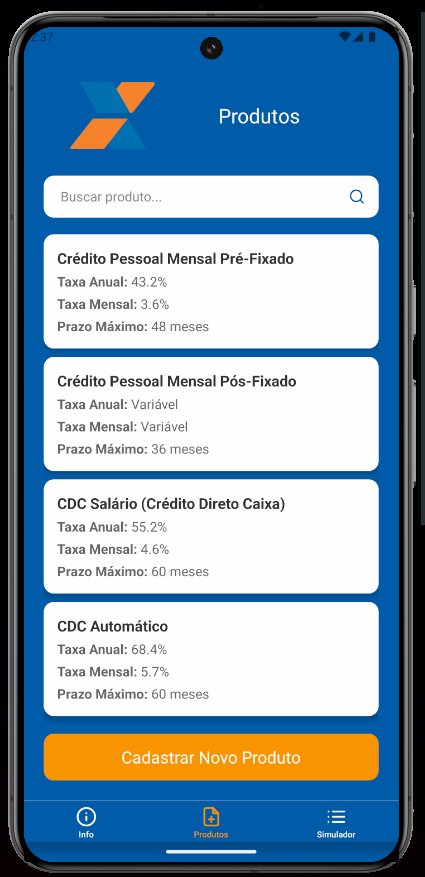 2:37
Produtos
Buscar produto...
Crédito Pessoal Mensal Pré-Fixado
Taxa Anual: 43.2%
Taxa Mensal: 3.6%
Prazo Máximo: 48 meses
Crédito Pessoal Mensal Pós-Fixado
Taxa Anual: Variável
Taxa Mensal: Variável
Prazo Máximo: 36 meses
CDC Salário (Crédito Direto Caixa)
Taxa Anual: 55.2%
Taxa Mensal: 4.6%
Prazo Máximo: 60 meses
CDC Automático
Taxa Anual: 68.4%
Taxa Mensal: 5.7%
Prazo Máximo: 60 meses
Cadastrar Novo Produto
Info
Produtos
Simulador